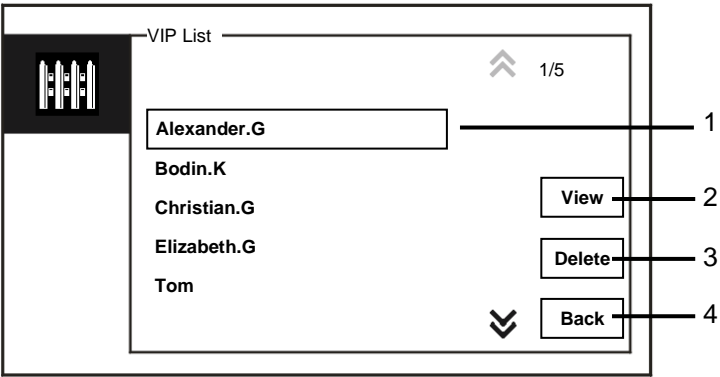 VIP List
1/5
Alexander.G
1
Bodin.K
View
2
Christian.G
Elizabeth.G
Delete
3
Tom
Back
4